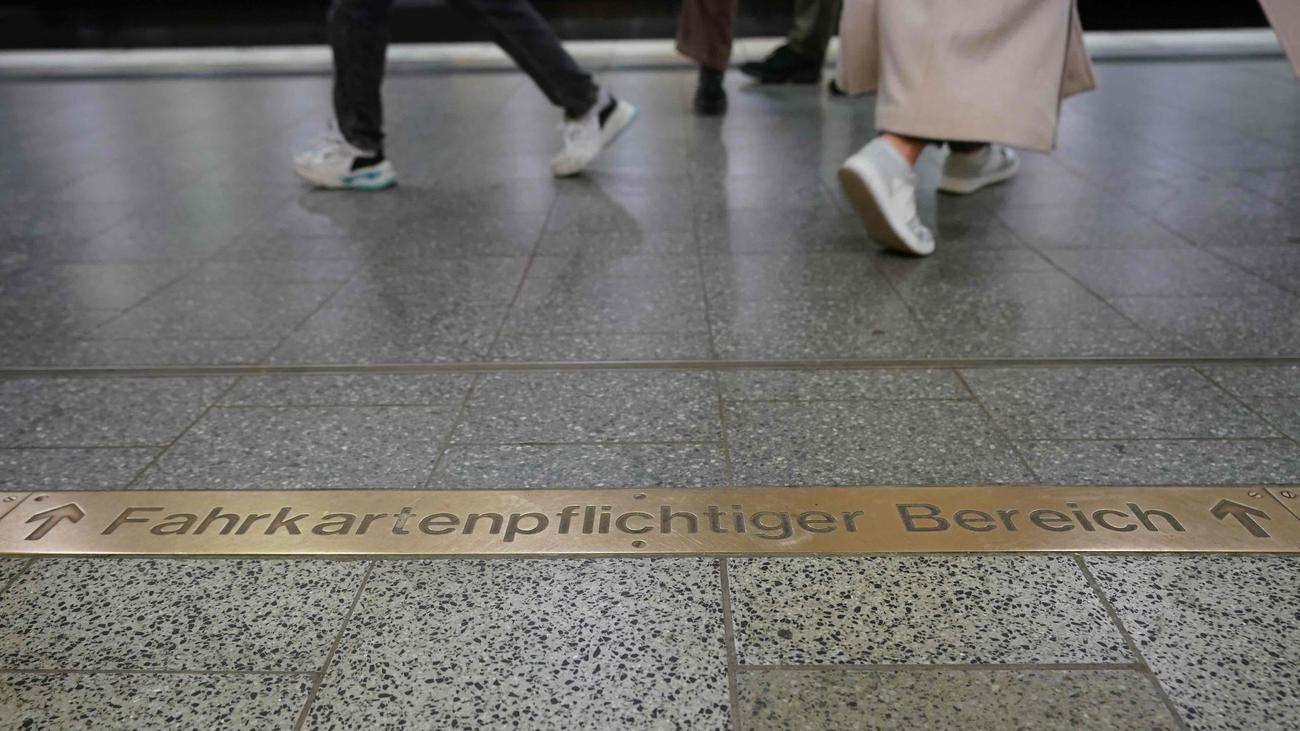 ↑ Fahrkartenpflichtiger Bereich ↑